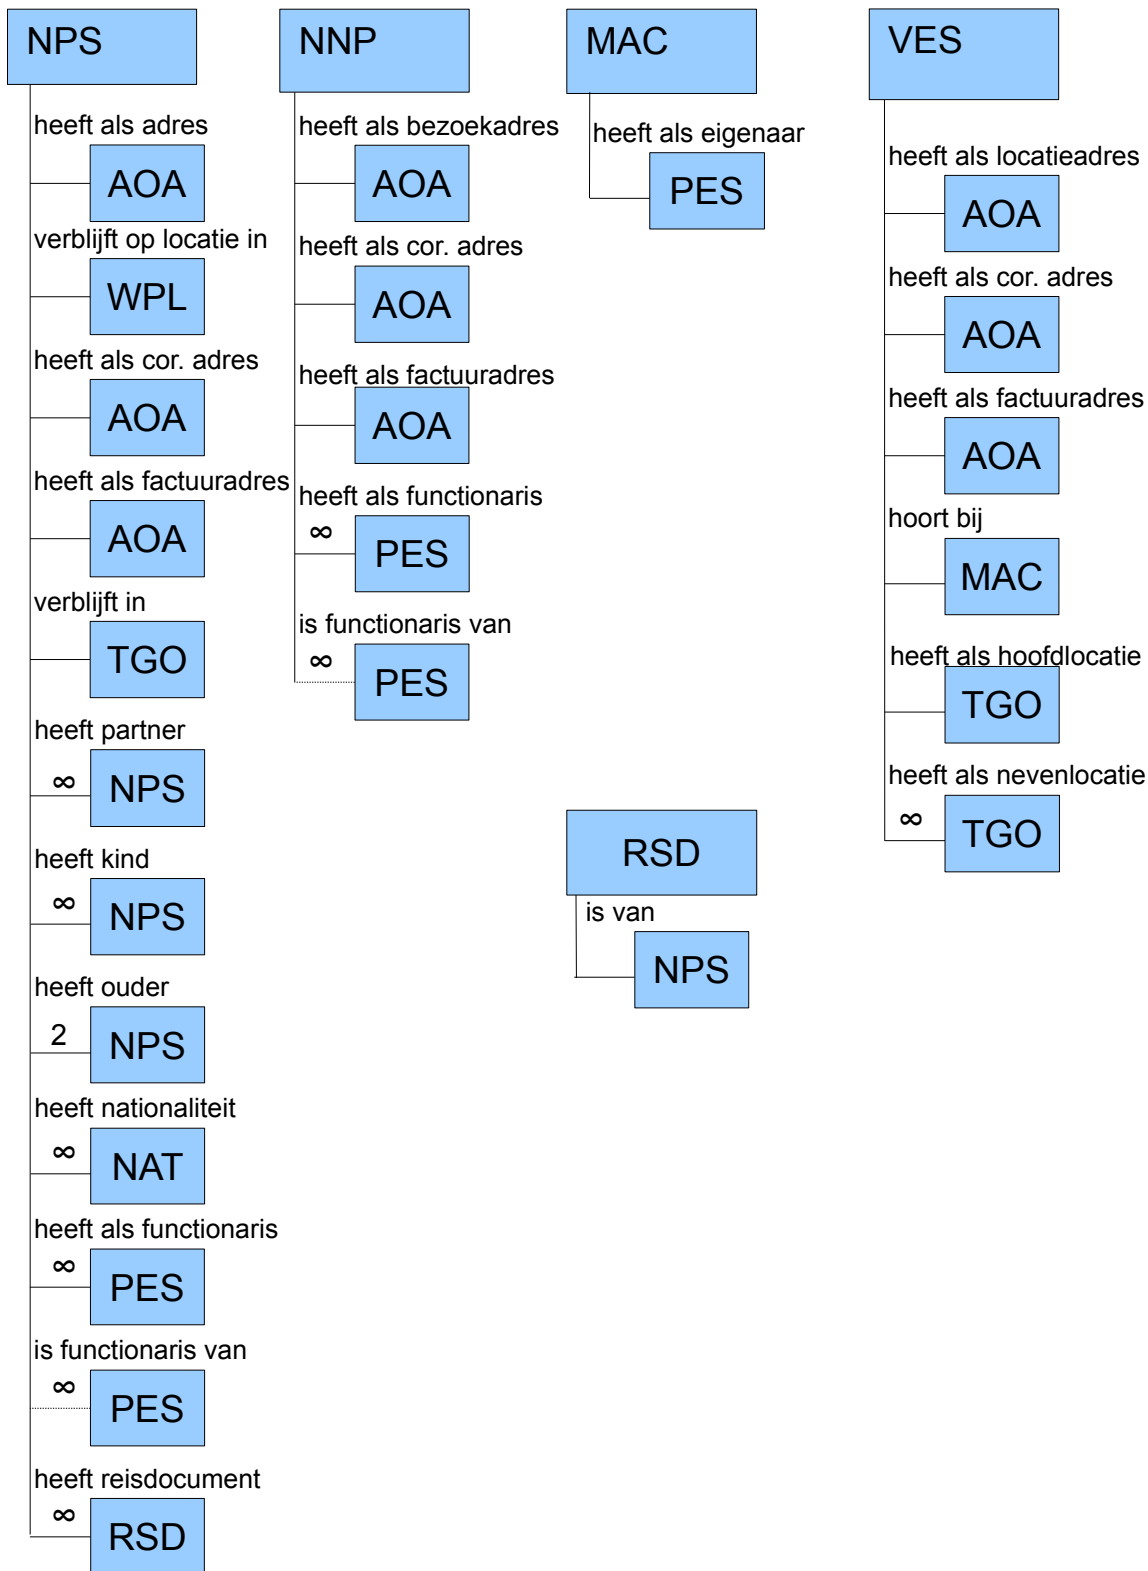 NPS
heeft als adres
AOA
verblijft op locatie in
WPL
heeft als cor. adres
AOA
heeft als factuuradres
AOA
verblijft in
TGO
heeft partner
∞
NPS
heeft kind
∞
NPS
heeft ouder
2
NPS
heeft nationaliteit
∞
NAT
heeft als functionaris
∞
PES
is functionaris van
∞
PES
heeft reisdocument
∞
RSD
NNP
heeft als bezoekadres
AOA
heeft als cor. adres
AOA
heeft als factuuradres
AOA
heeft als functionaris
∞
PES
is functionaris van
∞
PES
MAC
heeft als eigenaar
PES
RSD
is van
NPS
VES
heeft als locatieadres
AOA
heeft als cor. adres
AOA
heeft als factuuradres
AOA
hoort bij
MAC
heeft als hoofdlocatie
TGO
heeft als nevenlocatie
∞
TGO